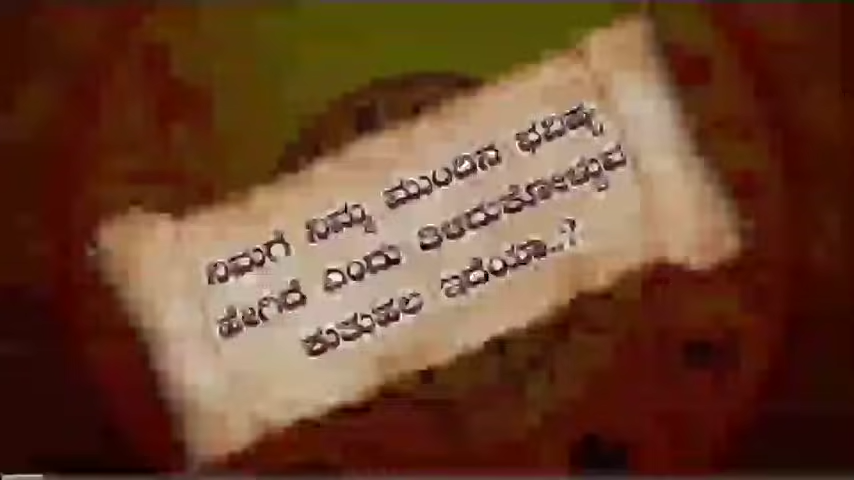 ನಿಮಗೆ ನಿಮ್ಮ ಮುಂದಿನ ಭವಿಷ್ಯ
ಹೇಗಿದೆ ಎಂದು ತಿಳಿದುಕೋಳ್ಳುವ
ಕುತುಹಲ ಇದೆಯಾ..?